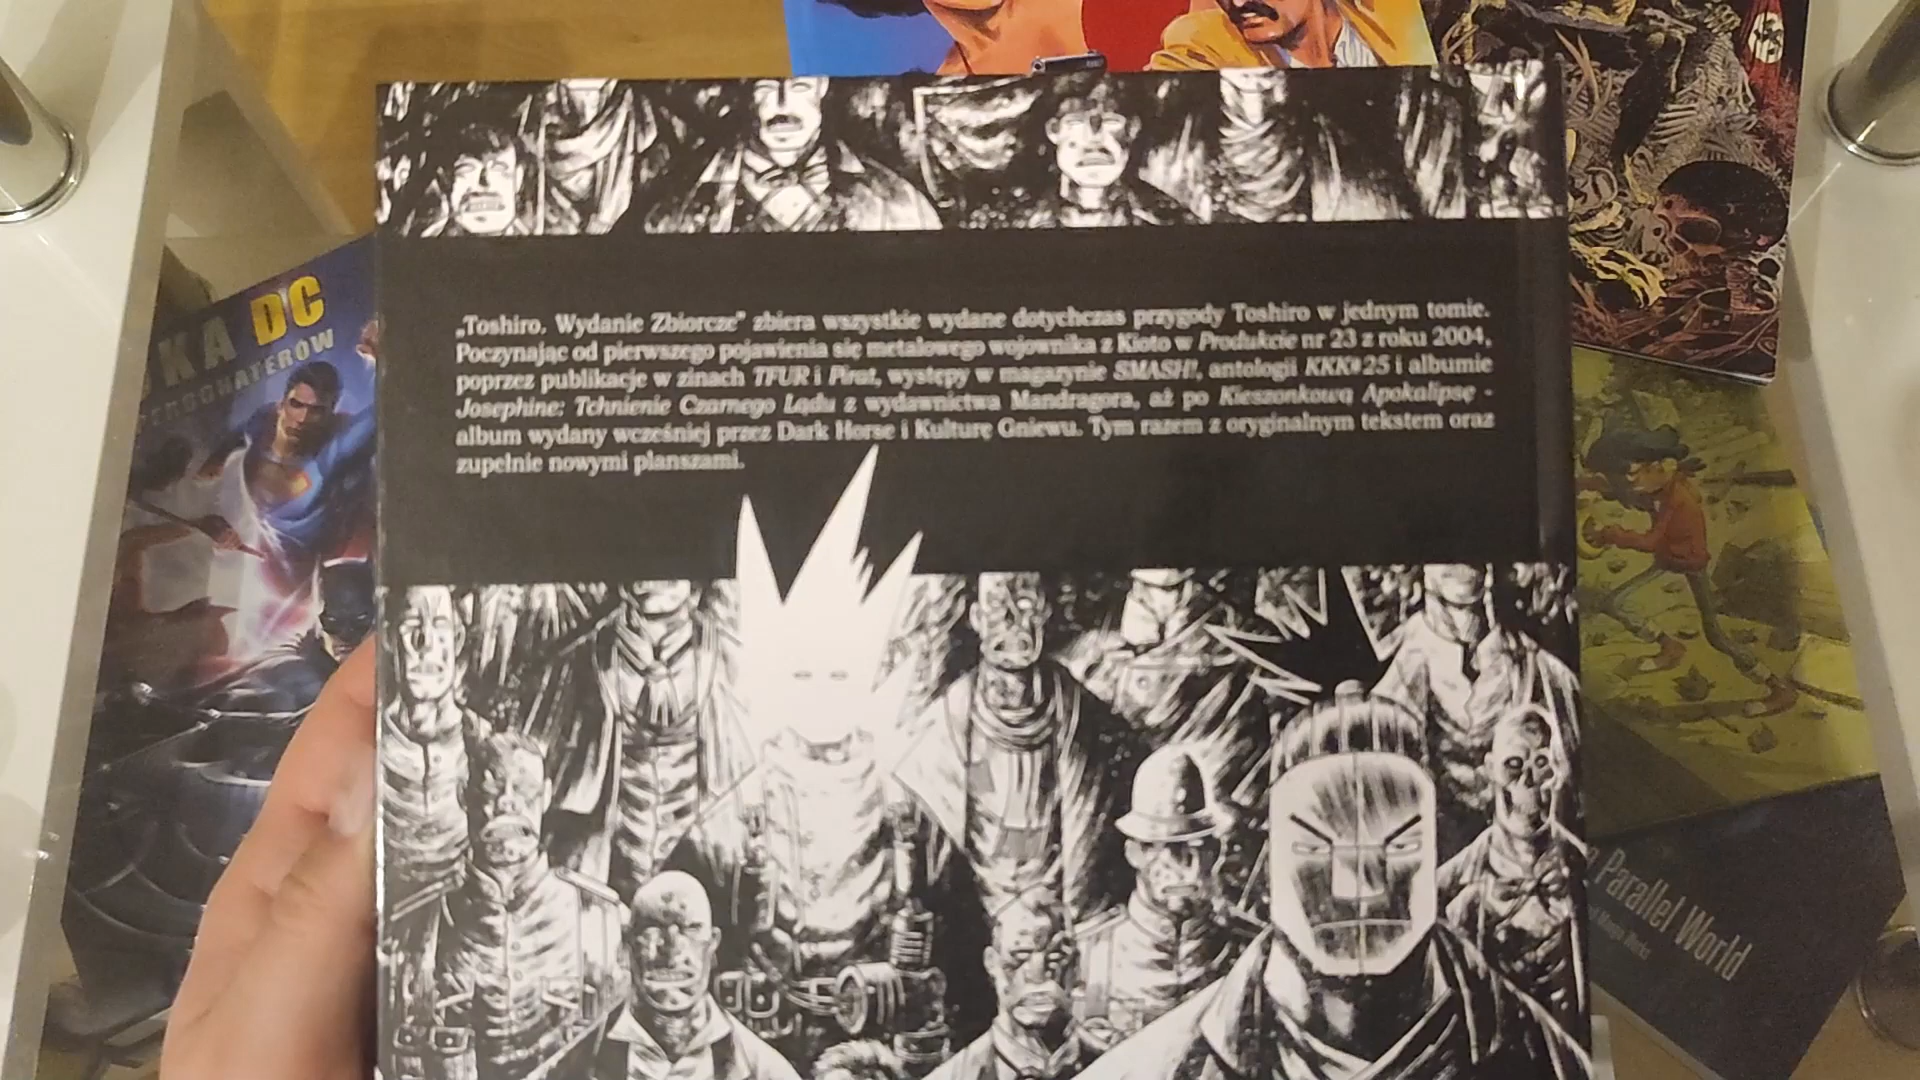 KA DC
PERBOHATERÓW
„Toshiro. Wydanie Zbiorcze" zbiera wszystkie wydane dotychczas przygody Toshiro w jednym tomie.
Poczynając od pierwszego pojawienia się metalowego wojownika z Kioto w Produkcie nr 23 z roku 2004,
poprzez publikacje w zinach TFUR i Pirat, występy w magazynie SMASH!, antologii KKK#25 i albumie
Josephine: Tchnienie Czarnego Lądu z wydawnictwa Mandragora, aż po Kieszonkową Apokalipsę -
album wydany wcześniej przez Dark Horse i Kulturę Gniewu. Tym razem z oryginalnym tekstem oraz
zupełnie nowymi planszami.
Parallel World